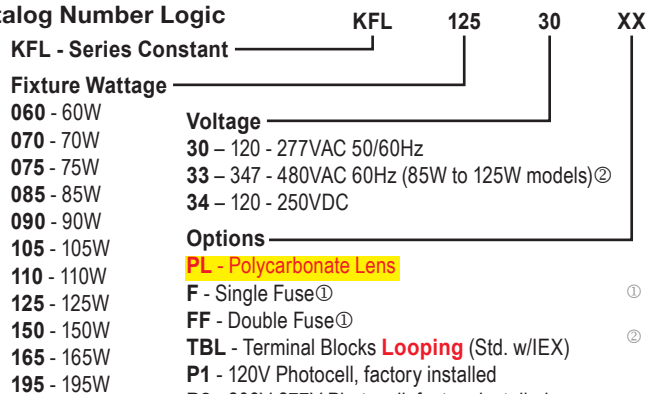 talog Number Logic
KFL 125 30 XX
KFL - Series Constant
Fixture Wattage
060 - 60W
070 - 70W
075 - 75W
085 - 85W
090 - 90W
105 - 105W
110 - 110W
125 - 125W
150 - 150W
165 - 165W
195 - 195W
Voltage
30 – 120 - 277VAC 50/60Hz
33 – 347 - 480VAC 60Hz (85W to 125W models)②
34 – 120 - 250VDC
Options
PL - Polycarbonate Lens
F - Single Fuse①
FF - Double Fuse①
TBL - Terminal Blocks Looping (Std. w/IEX)
P1 - 120V Photocell, factory installed
①
②